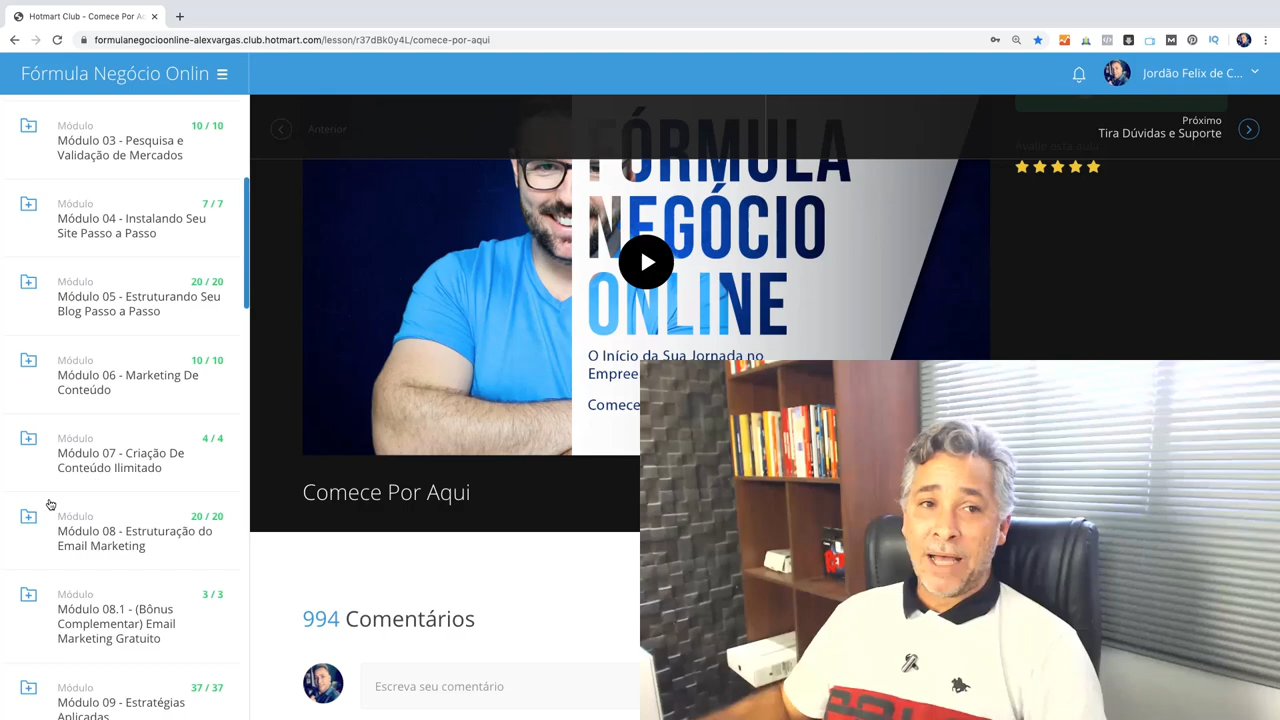 Hotmart Club - Comece Por A
formulanegocioonline-alexvargas.club.hotmart.com/lesson/r37dBk0y4L/comece-por-aqui
Fórmula Negócio Onlin
Jordão Felix de C...
Módulo 10 / 10
Módulo 03 - Pesquisa e
Validação de Mercados
Módulo 7 / 7
Módulo 04 - Instalando Seu
Site Passo a Passo
Módulo 20 / 20
Módulo 05 - Estruturando Seu
Blog Passo a Passo
Módulo 10 / 10
Módulo 06 - Marketing De
Conteúdo
Módulo 4 / 4
Módulo 07 - Criação De
Conteúdo Ilimitado
Módulo 20 / 20
Módulo 08 - Estruturação do
Email Marketing
Módulo 3 / 3
Módulo 08.1 - (Bônus
Complementar) Email
Marketing Gratuito
Módulo 37 / 37
Módulo 09 - Estratégias
Aplicadas
Anterior
Próximo
Tira Dúvidas e Suporte
Avalie esta aula
FÓRMULA
NEGÓCIO
ONLINE
O Início da Sua Jornada no
Empree
Comece
Comece Por Aqui
994 Comentários
Escreva seu comentário